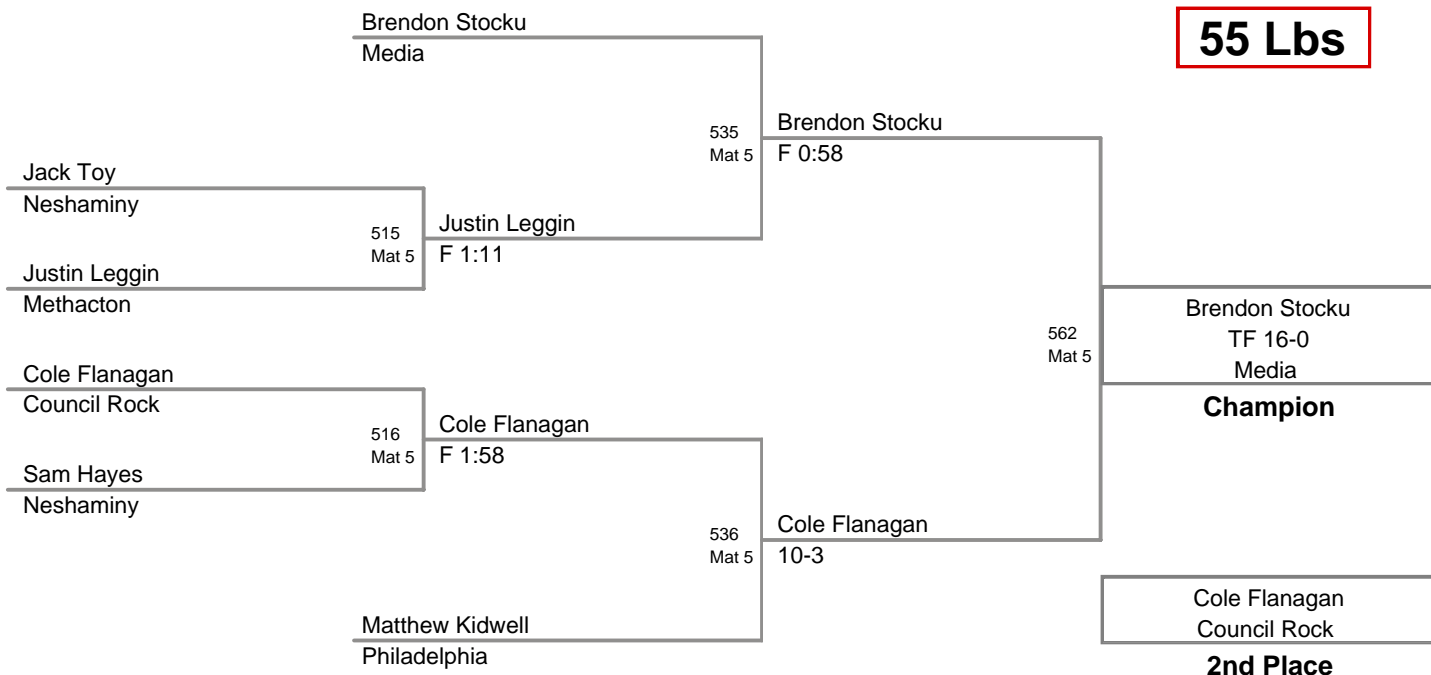 55 Lbs
Brendon Stocku
Media
535
Mat 5
Brendon Stocku
F 0:58
Jack Toy
Neshaminy
515
Mat 5
Justin Leggin
F 1:11
Justin Leggin
Methacton
562
Mat 5
Brendon Stocku
TF 16-0
Media
Champion
Cole Flanagan
Council Rock
516
Mat 5
Cole Flanagan
F 1:58
Sam Hayes
Neshaminy
536
Mat 5
Cole Flanagan
10-3
Matthew Kidwell
Philadelphia
Cole Flanagan
Council Rock
2nd Place